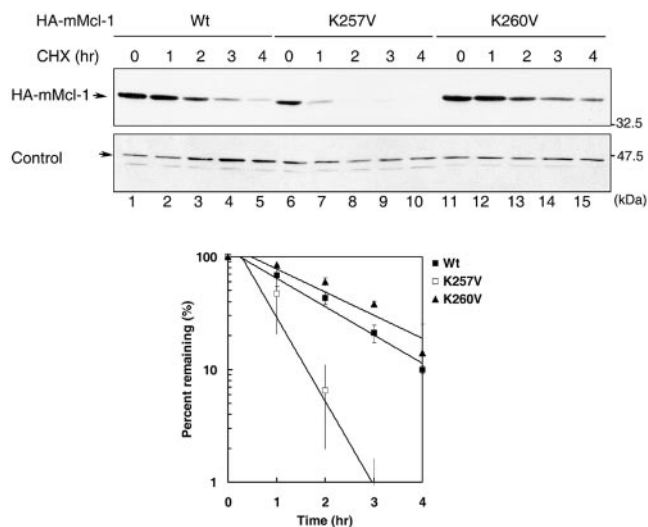 HA-mMcl-1 Wt K257V K260V
CHX (hr) 0 1 2 3 4 0 1 2 3 4 0 1 2 3 4
HA-mMcl-1
32.5
Control
47.5
1 2 3 4 5 6 7 8 9 10 11 12 13 14 15 (kDa)
100
10
1
Percent remaining (%)
0 1 2 3 4
Time (hr)
Wt
K257V
K260V